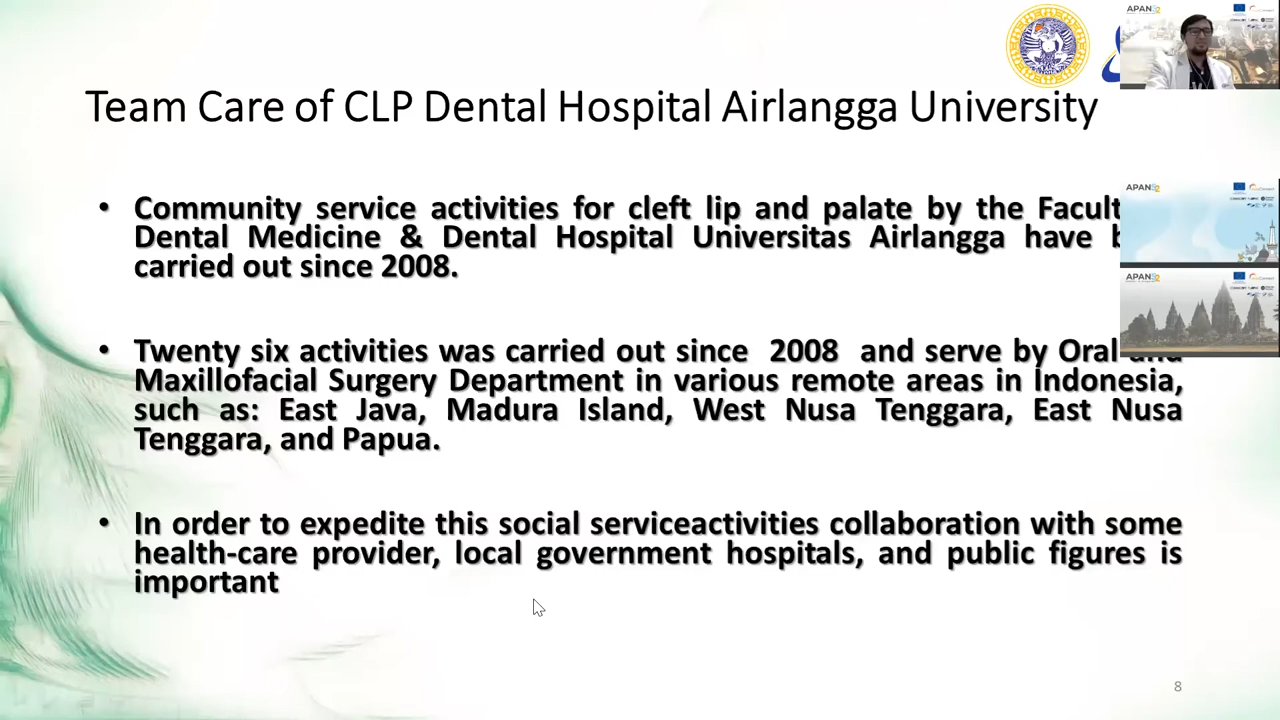 APAN52
Team Care of CLP Dental Hospital Airlangga University
• Community service activities for cleft lip and palate by the Facult
Dental Medicine & Dental Hospital Universitas Airlangga have b
carried out since 2008.
APAN52
APAN52
• Twenty six activities was carried out since 2008 and serve by Oral and
Maxillofacial Surgery Department in various remote areas in Indonesia,
such as: East Java, Madura Island, West Nusa Tenggara, East Nusa
Tenggara, and Papua.
• In order to expedite this social serviceactivities collaboration with some
health-care provider, local government hospitals, and public figures is
important
8